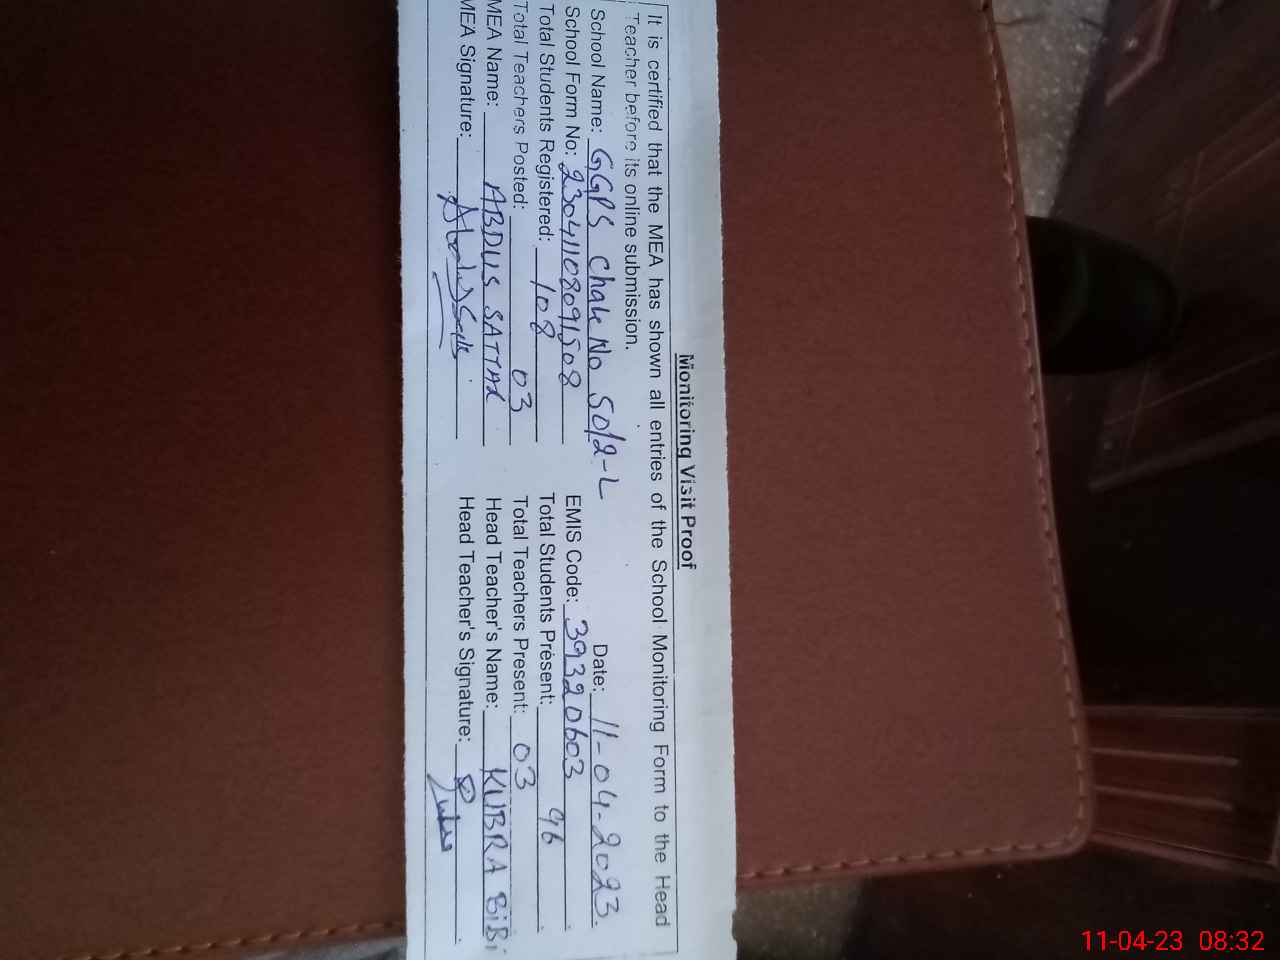 Monitoring Visit Proof
It is certified that the MEA has shown all entries of the School Monitoring Form to the Head
Teacher before its online submission.
School Name: GGPS Chak No 50/2-L Date: 11-04-2023
School Form No: 23041108091508 EMIS Code: 39320603
Total Students Registered: 108 Total Students Present: 96
Total Teachers Posted: 03 Total Teachers Present: 03
MEA Name: ABDUS SATTAR Head Teacher's Name: KUBRA BiBi
MEA Signature: Head Teacher's Signature:
11-04-23 08:32